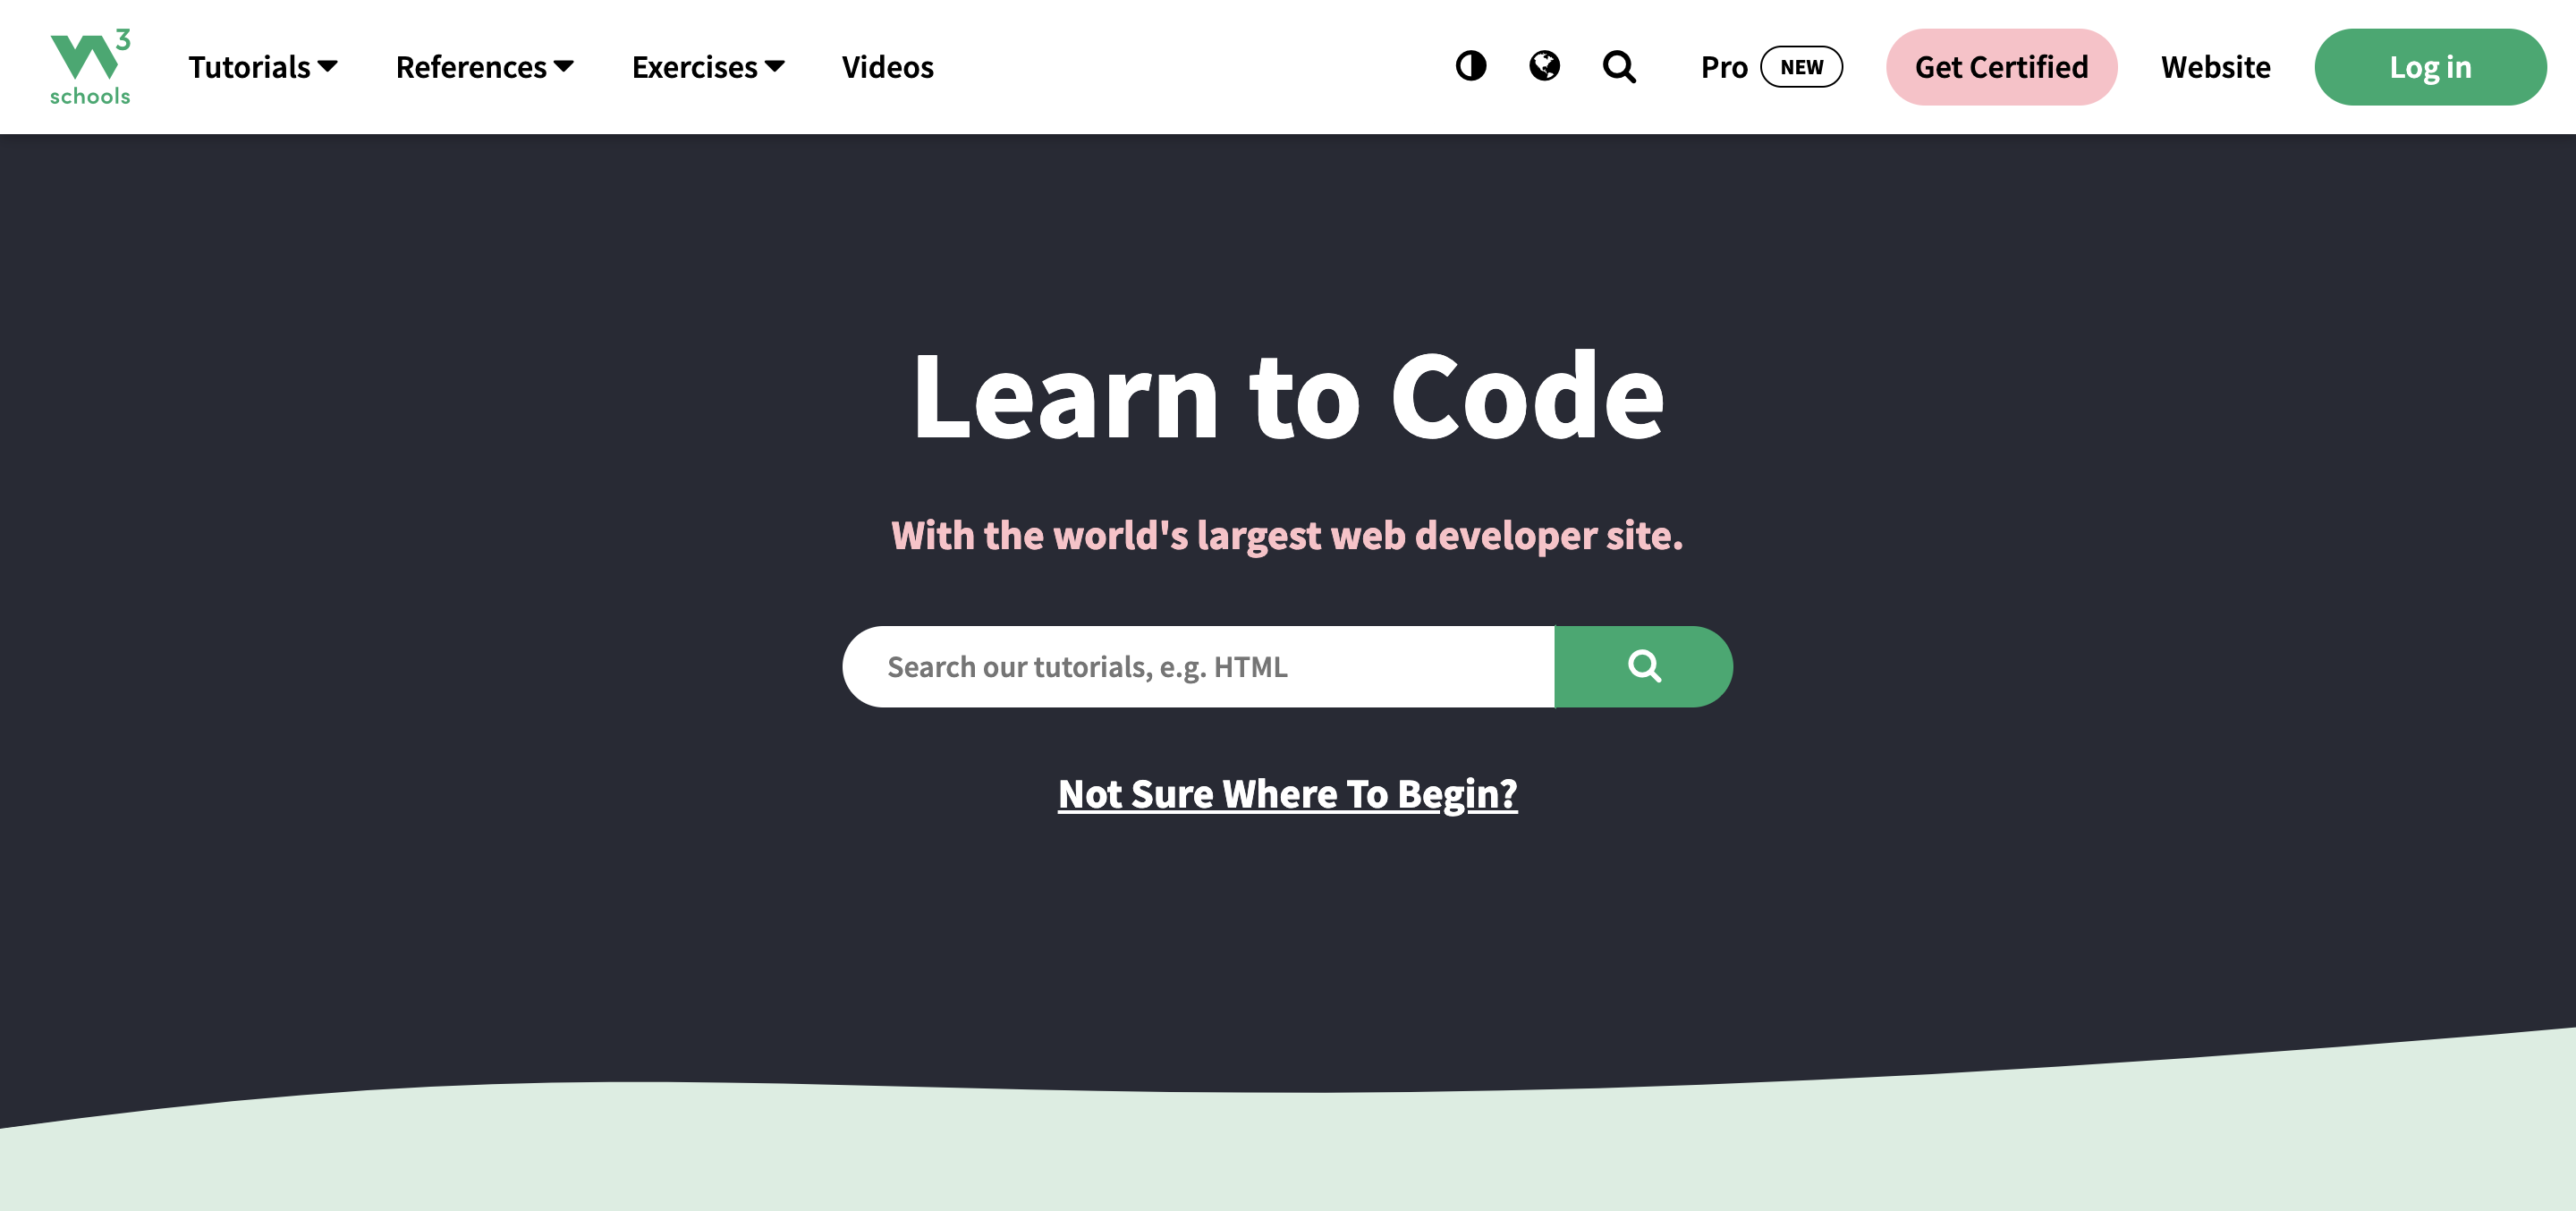 W3 schools
Tutorials References Exercises Videos Pro NEW Get Certified Website Log in
Learn to Code
With the world's largest web developer site.
Search our tutorials, e.g. HTML
Not Sure Where To Begin?